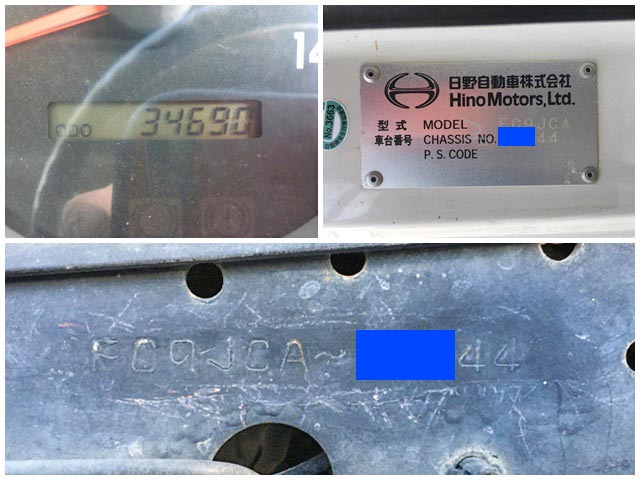 14
ODO 34690
日野自動車株式会社
Hino Motors, Ltd.
型式 MODEL FC9JCA
車台番号 CHASSIS NO. 44
P.S. CODE
No.3663
FC9JCA~ 44